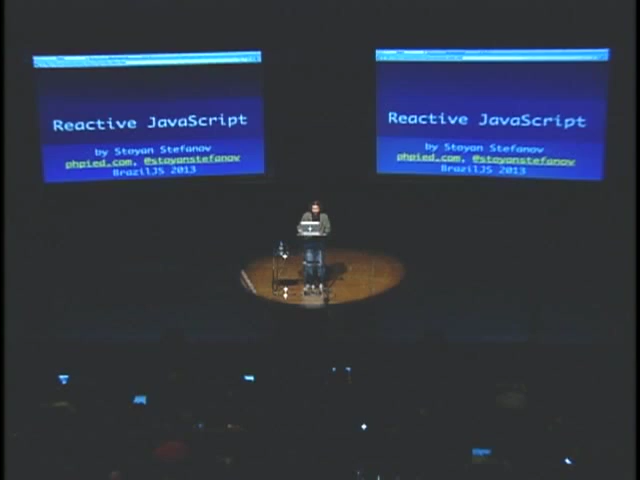 Reactive JavaScript
by Stoyan Stefanov
phpied.com, @stoyanstefanov
BrazilJS 2013
Reactive JavaScript
by Stoyan Stefanov
phpied.com, @stoyanstefanov
BrazilJS 2013